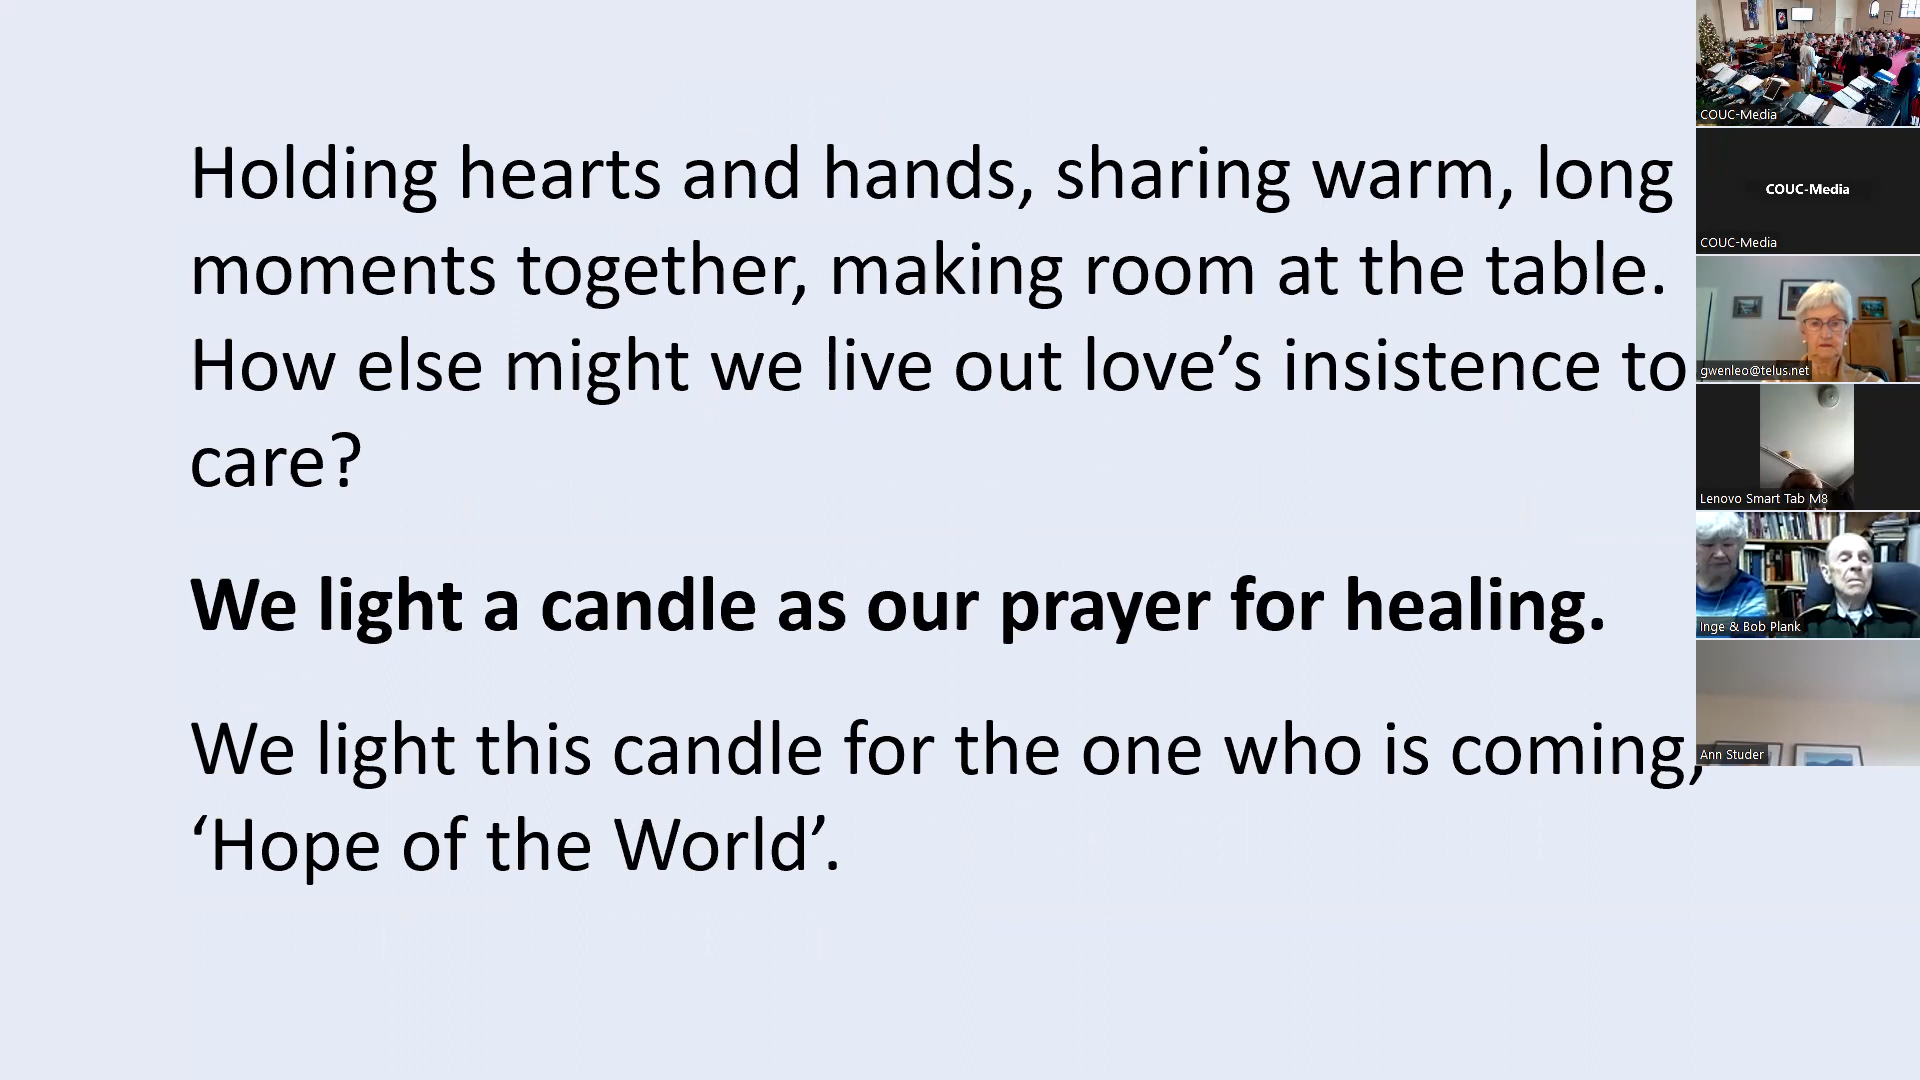 Holding hearts and hands, sharing warm, long
moments together, making room at the table.
How else might we live out love’s insistence to
care?
We light a candle as our prayer for healing.
We light this candle for the one who is coming,
‘Hope of the World’.
COUC-Media
COUC-Media
COUC-Media
gwenleo@telus.net
Lenovo Smart Tab M8
Inge & Bob Plank
Ann Studer